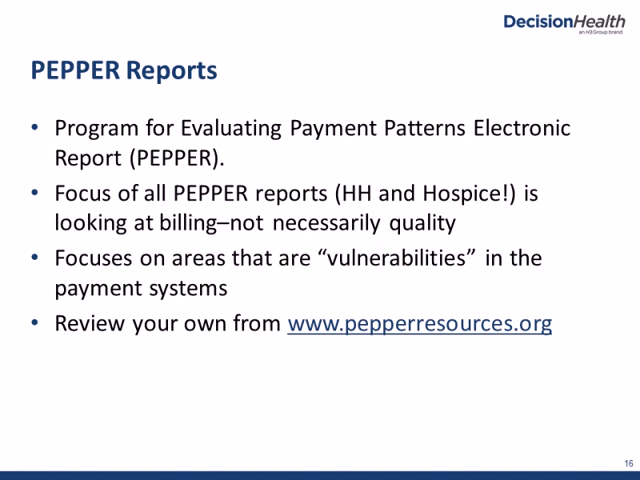 DecisionHealth
an H3.Group brand
PEPPER Reports
• Program for Evaluating Payment Patterns Electronic
Report (PEPPER).
• Focus of all PEPPER reports (HH and Hospice!) is
looking at billing–not necessarily quality
• Focuses on areas that are “vulnerabilities” in the
payment systems
• Review your own from www.pepperresources.org
16